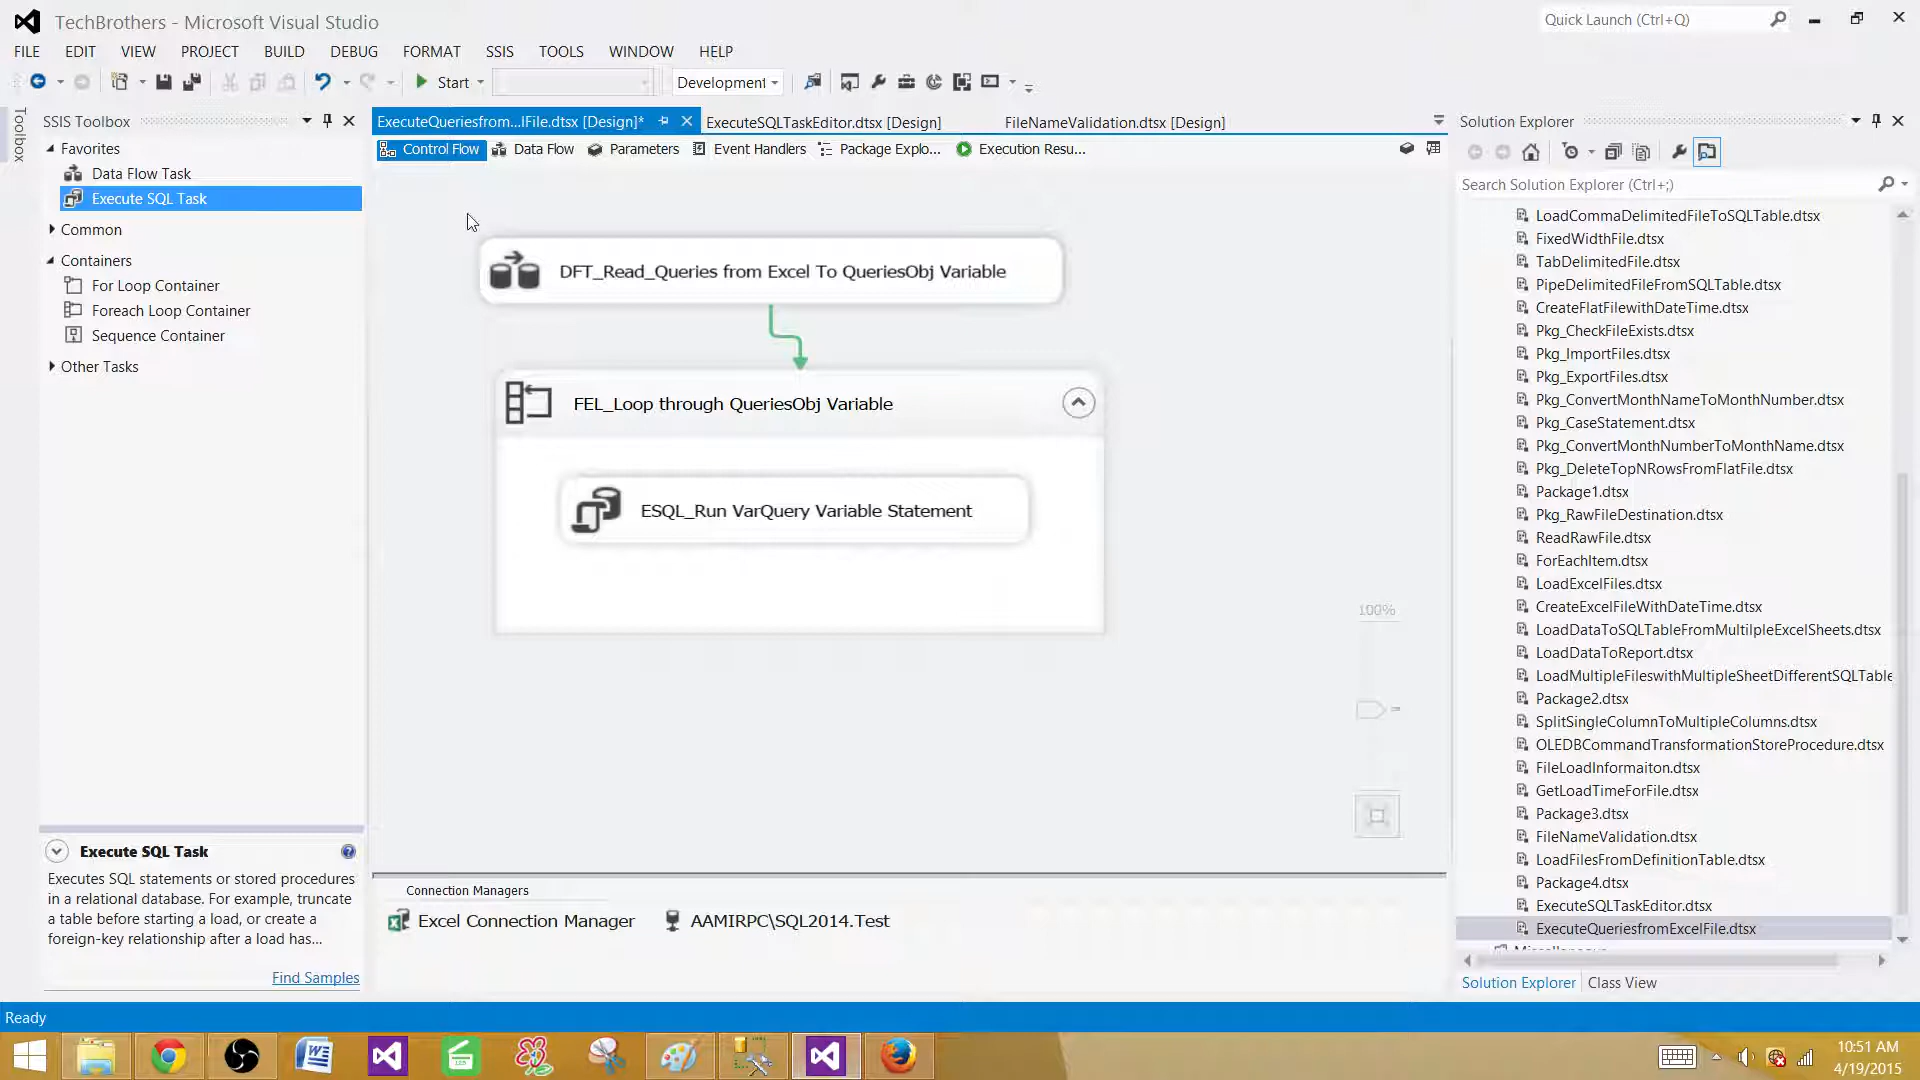 TechBrothers - Microsoft Visual Studio
Quick Launch (Ctrl+Q)
FILE EDIT VIEW PROJECT BUILD DEBUG FORMAT SSIS TOOLS WINDOW HELP
Start Development
Toolbox
SSIS Toolbox
Favorites
Data Flow Task
Execute SQL Task
Common
Containers
For Loop Container
Foreach Loop Container
Sequence Container
Other Tasks
Execute SQL Task
Executes SQL statements or stored procedures
in a relational database. For example, truncate
a table before starting a load, or create a
foreign-key relationship after a load has...
Find Samples
ExecuteQueriesfrom...lFile.dtsx [Design]* ExecuteSQLTaskEditor.dtsx [Design] FileNameValidation.dtsx [Design]
Control Flow Data Flow Parameters Event Handlers Package Explo... Execution Resu...
DFT_Read_Queries from Excel To QueriesObj Variable
FEL_Loop through QueriesObj Variable
ESQL_Run VarQuery Variable Statement
100%
Connection Managers
Excel Connection Manager AAMIRPC\SQL2014.Test
Solution Explorer
Search Solution Explorer (Ctrl+;)
LoadCommaDelimitedFileToSQLTable.dtsx
FixedWidthFile.dtsx
TabDelimitedFile.dtsx
PipeDelimitedFileFromSQLTable.dtsx
CreateFlatFilewithDateTime.dtsx
Pkg_CheckFileExists.dtsx
Pkg_ImportFiles.dtsx
Pkg_ExportFiles.dtsx
Pkg_ConvertMonthNameToMonthNumber.dtsx
Pkg_CaseStatement.dtsx
Pkg_ConvertMonthNumberToMonthName.dtsx
Pkg_DeleteTopNRowsFromFlatFile.dtsx
Package1.dtsx
Pkg_RawFileDestination.dtsx
ReadRawFile.dtsx
ForEachItem.dtsx
LoadExcelFiles.dtsx
CreateExcelFileWithDateTime.dtsx
LoadDataToSQLTableFromMultilpleExcelSheets.dtsx
LoadDataToReport.dtsx
LoadMultipleFileswithMultipleSheetDifferentSQLTable
Package2.dtsx
SplitSingleColumnToMultipleColumns.dtsx
OLEDBCommandTransformationStoreProcedure.dtsx
FileLoadInformaiton.dtsx
GetLoadTimeForFile.dtsx
Package3.dtsx
FileNameValidation.dtsx
LoadFilesFromDefinitionTable.dtsx
Package4.dtsx
ExecuteSQLTaskEditor.dtsx
ExecuteQueriesfromExcelFile.dtsx
Solution Explorer Class View
Ready
10:51 AM
4/19/2015